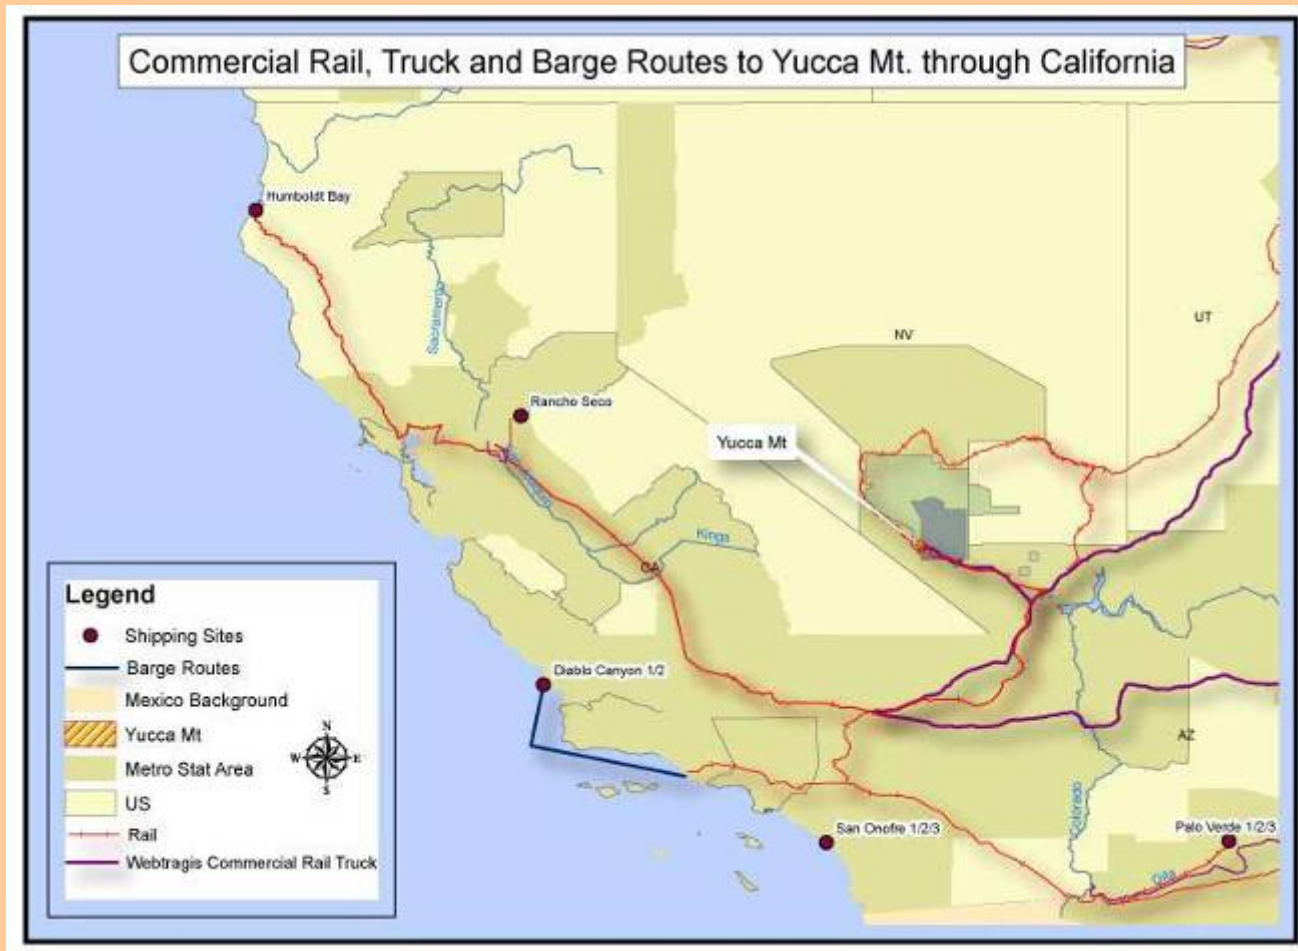 Commercial Rail, Truck and Barge Routes to Yucca Mt. through California
Humboldt Bay
Sacramento
UT
NV
Rancho Seco
Yucca Mt
Kings
CA
Legend
Shipping Sites
Barge Routes
Mexico Background
Yucca Mt
Metro Stat Area
US
Rail
Webtragis Commercial Rail Truck
N
W
E
S
Diablo Canyon 1/2
AZ
Colorado
San Onofre 1/2/3
Palo Verde 1/2/3
Gila